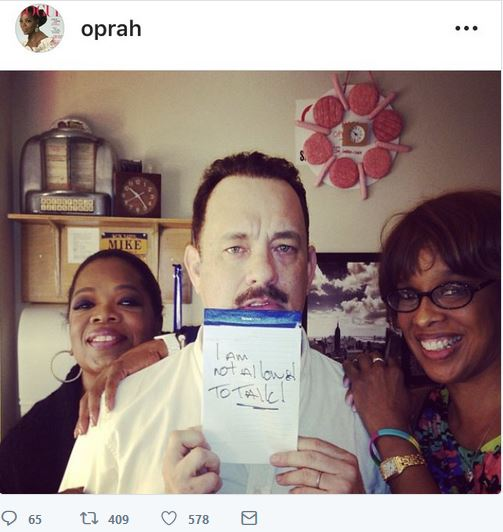 oprah
MIKE
I am
not allowed
TO TALK!
65
409
578